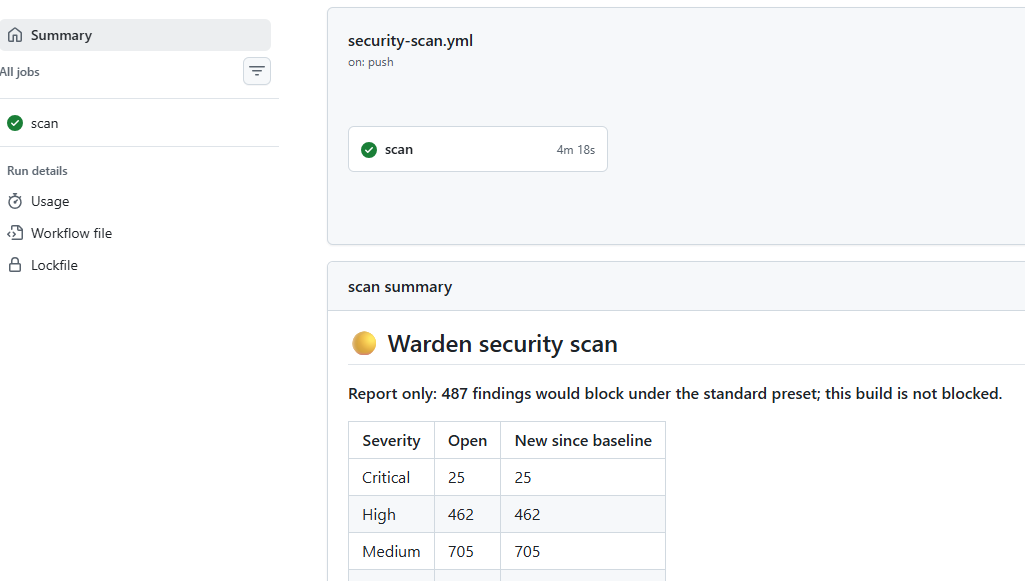 Summary
All jobs
scan
Run details
Usage
Workflow file
Lockfile
security-scan.yml
on: push
scan 4m 18s
scan summary
Warden security scan
Report only: 487 findings would block under the standard preset; this build is not blocked.
Severity Open New since baseline
Critical 25 25
High 462 462
Medium 705 705